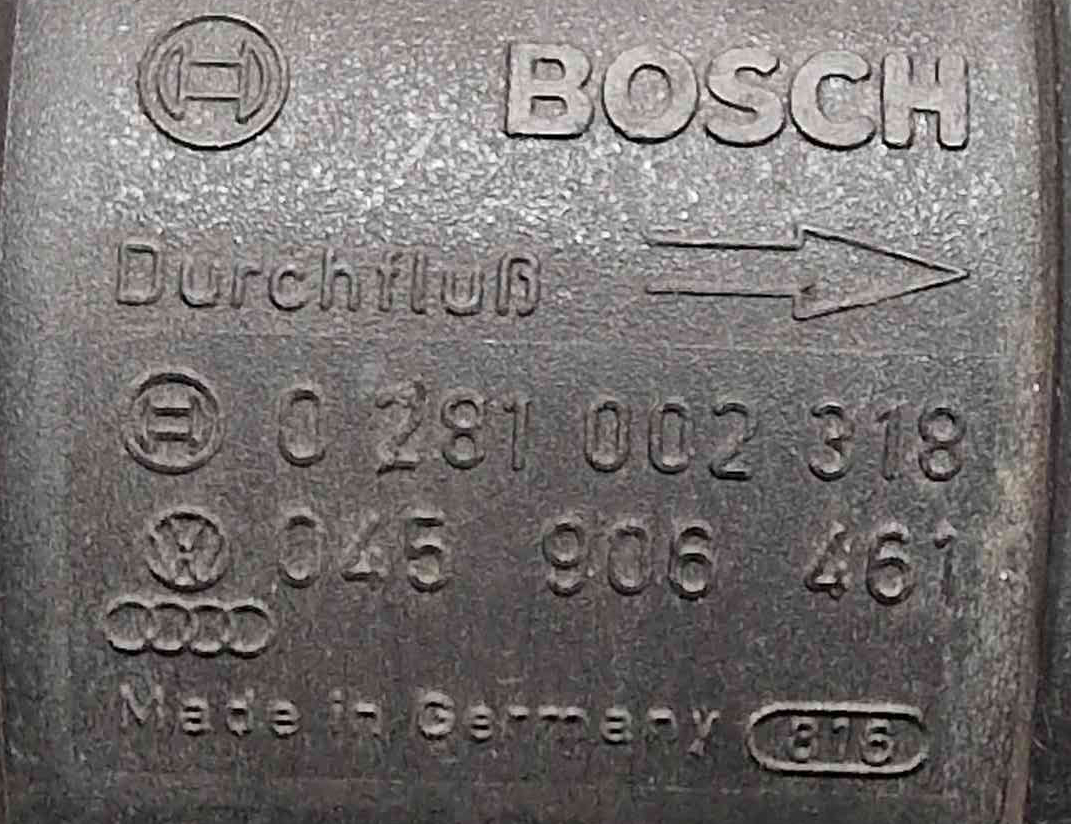 BOSCH
Durchfluß
0 281 002 318
045 906 461
Made in Germany 816